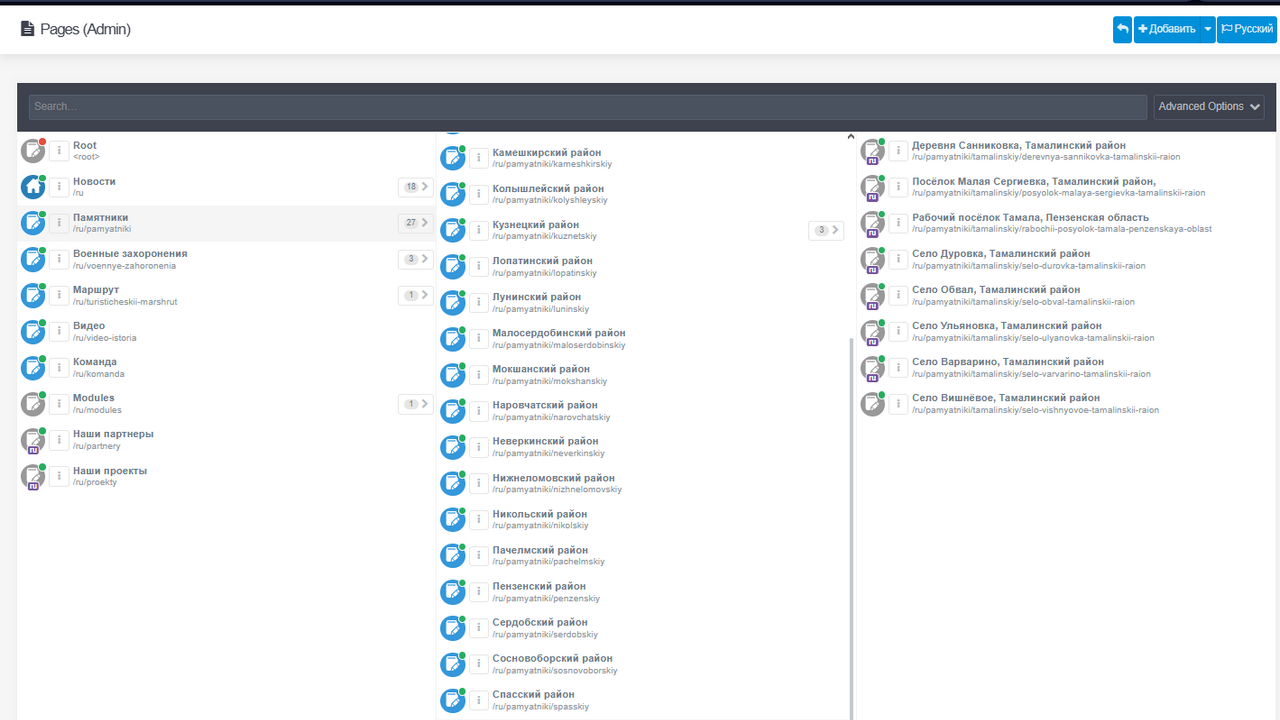 Pages (Admin)
Добавить
Русский
Search...
Advanced Options
Root
<root>
Новости
/ru
18
Памятники
/ru/pamyatniki
27
Военные захоронения
/ru/voennye-zahoronenia
3
Маршрут
/ru/turisticheskii-marshrut
1
Видео
/ru/video-istoria
Команда
/ru/komanda
Modules
/ru/modules
1
Наши партнеры
/ru/partnery
ru
Наши проекты
/ru/proekty
ru
Камешкирский район
/ru/pamyatniki/kameshkirskiy
Колышлейский район
/ru/pamyatniki/kolyshleyskiy
Кузнецкий район
/ru/pamyatniki/kuznetskiy
3
Лопатинский район
/ru/pamyatniki/lopatinskiy
Лунинский район
/ru/pamyatniki/luninskiy
Малосердобинский район
/ru/pamyatniki/maloserdobinskiy
Мокшанский район
/ru/pamyatniki/mokshanskiy
Наровчатский район
/ru/pamyatniki/narovchatskiy
Неверкинский район
/ru/pamyatniki/neverkinskiy
Нижнеломовский район
/ru/pamyatniki/nizhnelomovskiy
Никольский район
/ru/pamyatniki/nikolskiy
Пачелмский район
/ru/pamyatniki/pachelmskiy
Пензенский район
/ru/pamyatniki/penzenskiy
Сердобский район
/ru/pamyatniki/serdobskiy
Сосновоборский район
/ru/pamyatniki/sosnovoborskiy
Спасский район
/ru/pamyatniki/spasskiy
Деревня Санниковка, Тамалинский район
/ru/pamyatniki/tamalinskiy/derevnya-sannikovka-tamalinskii-raion
ru
Посёлок Малая Сергиевка, Тамалинский район,
/ru/pamyatniki/tamalinskiy/posyolok-malaya-sergievka-tamalinskii-raion
ru
Рабочий посёлок Тамала, Пензенская область
/ru/pamyatniki/tamalinskiy/rabochii-posyolok-tamala-penzenskaya-oblast
ru
Село Дуровка, Тамалинский район
/ru/pamyatniki/tamalinskiy/selo-durovka-tamalinskii-raion
ru
Село Обвал, Тамалинский район
/ru/pamyatniki/tamalinskiy/selo-obval-tamalinskii-raion
ru
Село Ульяновка, Тамалинский район
/ru/pamyatniki/tamalinskiy/selo-ulyanovka-tamalinskii-raion
ru
Село Варварино, Тамалинский район
/ru/pamyatniki/tamalinskiy/selo-varvarino-tamalinskii-raion
ru
Село Вишнёвое, Тамалинский район
/ru/pamyatniki/tamalinskiy/selo-vishnyovoe-tamalinskii-raion